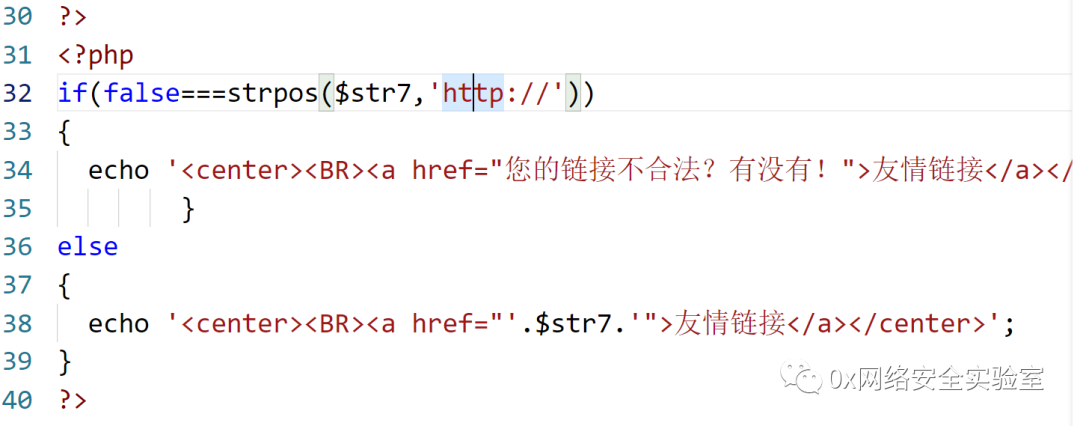 30 ?>
31 <?php
32 if(false===strpos($str7,'http://'))
33 {
34 echo '<center><BR><a href="您的链接不合法？有没有！">友情链接</a></
35 }
36 else
37 {
38 echo '<center><BR><a href="'.$str7.'">友情链接</a></center>';
39 }
40 ?>
0x网络安全实验室